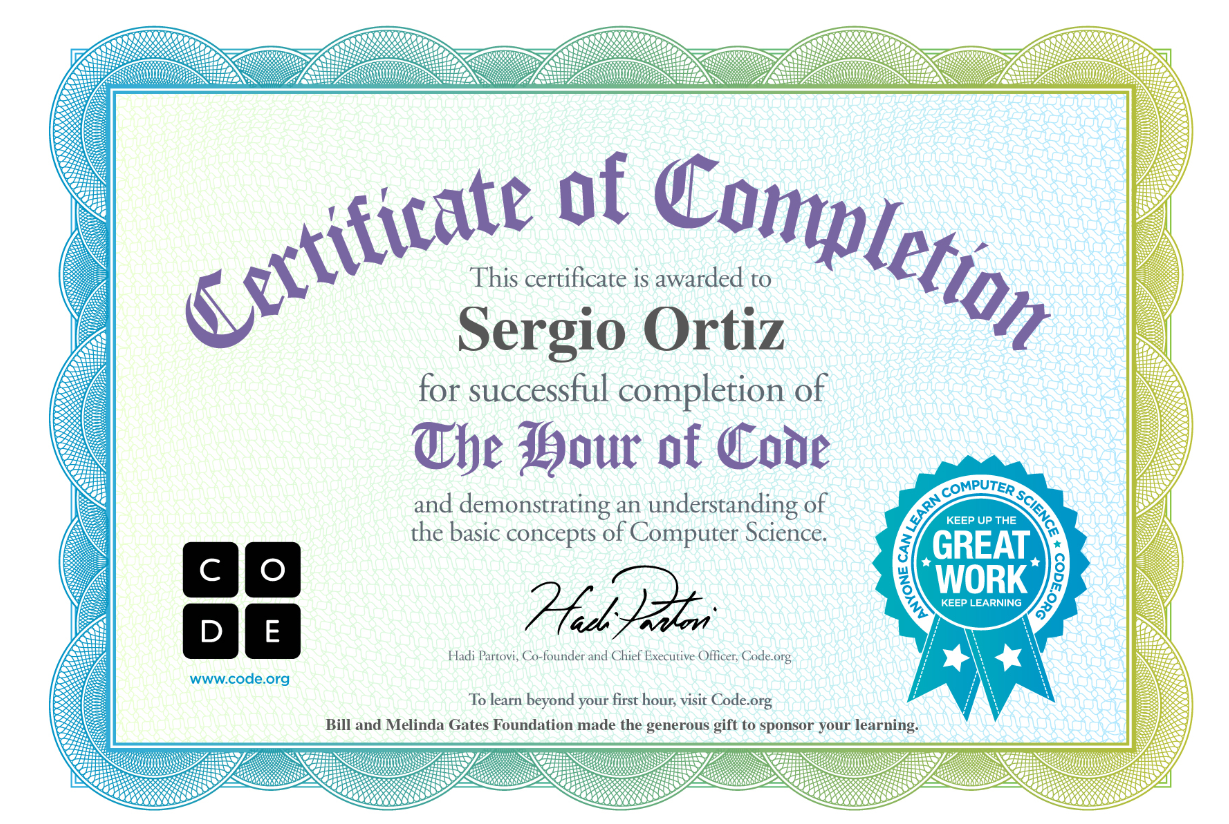 Certificate of Completion
This certificate is awarded to
Sergio Ortiz
for successful completion of
The Hour of Code
and demonstrating an understanding of
the basic concepts of Computer Science.
C O
D E
www.code.org
Hadi Partovi
Hadi Partovi, Co-founder and Chief Executive Officer, Code.org
To learn beyond your first hour, visit Code.org
Bill and Melinda Gates Foundation made the generous gift to sponsor your learning.
ANYONE CAN LEARN COMPUTER SCIENCE ★ CODE.ORG
KEEP UP THE
GREAT
WORK
KEEP LEARNING